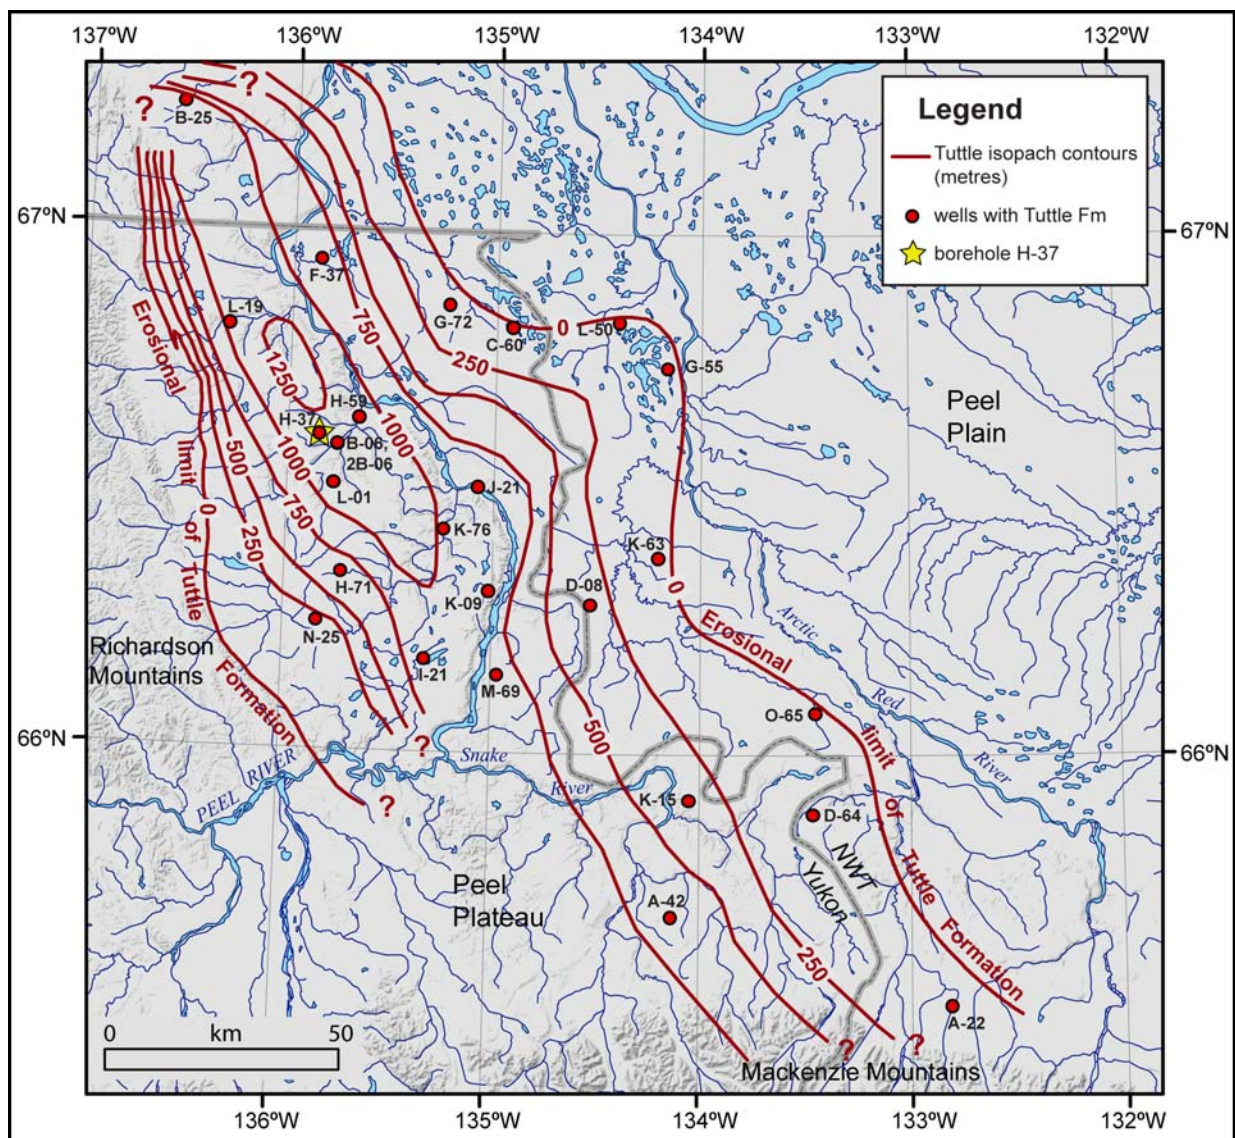 137ºW
136ºW
135ºW
134ºW
133ºW
132ºW
?
?
B-25
Legend
Tuttle isopach contours
(metres)
wells with Tuttle Fm
borehole H-37
67ºN
67ºN
F-37
L-19
G-72
C-60
0
L-50
G-55
Erosional
limit
of
Tuttle
Formation
750
250
1250
H-59
H-37
B-06,
2B-06
L-01
1000
1000
500
750
0
250
J-21
K-76
H-71
K-09
N-25
I-21
M-69
K-63
D-08
0
Peel
Plain
Richardson
Mountains
Erosional
limit
of
Tuttle
Formation
Arctic
Red
River
O-65
66ºN
66ºN
?
?
PEEL RIVER
Snake
River
500
K-15
D-64
NWT
Yukon
Peel
Plateau
A-42
250
A-22
?
?
0
km
50
Mackenzie Mountains
136ºW
135ºW
134ºW
133ºW
132ºW